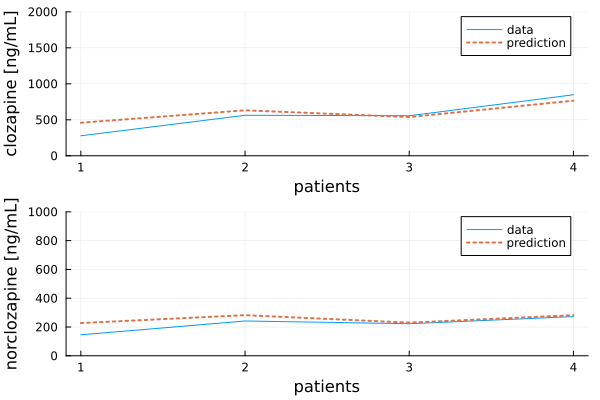 clozapine [ng/mL]
2000
1500
1000
500
0
data
prediction
1
2
3
4
patients
norclozapine [ng/mL]
1000
800
600
400
200
0
data
prediction
1
2
3
4
patients